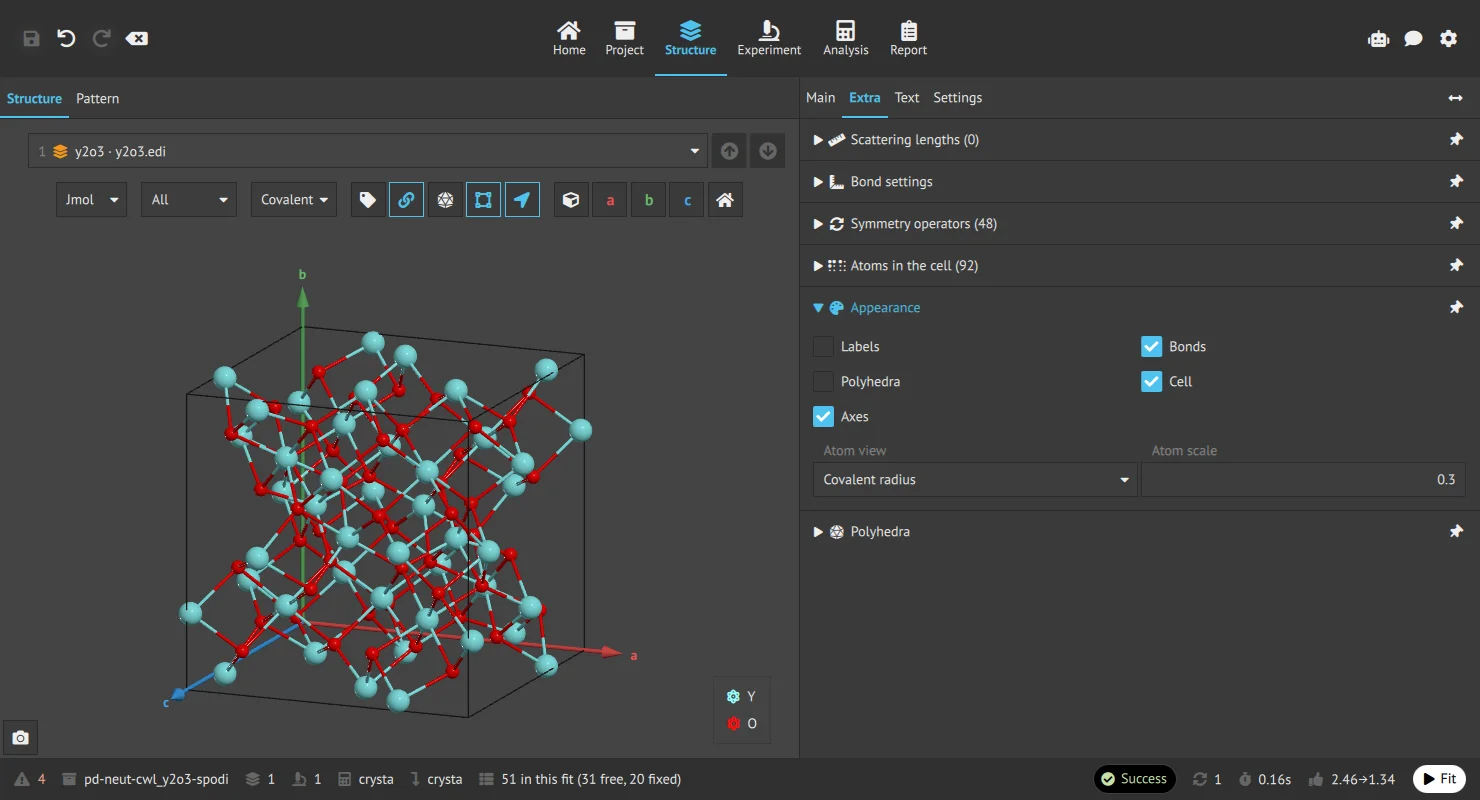 Home Project Structure Experiment Analysis Report
Structure Pattern
Main Extra Text Settings
1 y2o3 · y2o3.edi
Jmol All Covalent a b c
b
a
c
Y
O
Scattering lengths (0)
Bond settings
Symmetry operators (48)
Atoms in the cell (92)
Appearance
Labels Bonds
Polyhedra Cell
Axes
Atom view Atom scale
Covalent radius 0.3
Polyhedra
4 pd-neut-cwl_y2o3-spodi 1 1 crysta crysta 51 in this fit (31 free, 20 fixed) Success 1 0.16s 2.46→1.34 Fit